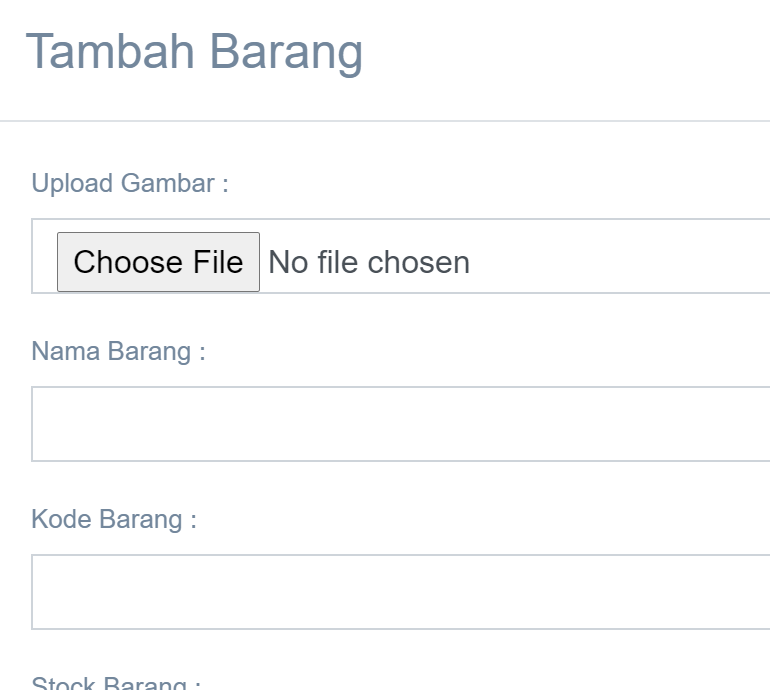 Tambah Barang
Upload Gambar :
Choose File No file chosen
Nama Barang :
Kode Barang :
Stock Barang :